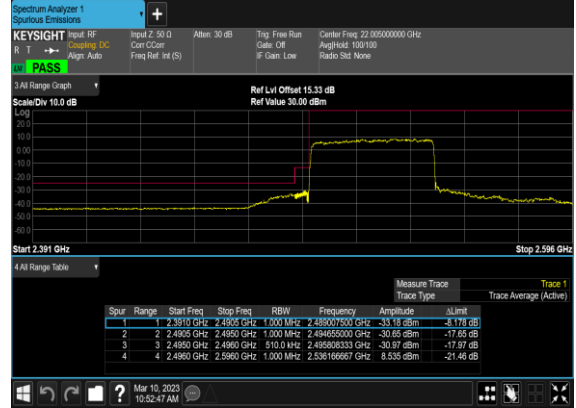 Spectrum Analyzer 1
Spurious Emissions
KEYSIGHT Input: RF Input Z: 50 Ω Atten: 30 dB Trig: Free Run Center Freq: 22.005000000 GHz
R T Coupling: DC Corr CCorr Gate: Off Avg|Hold: 100/100
Align: Auto Freq Ref: Int (S) IF Gain: Low Radio Std: None
PASS
3 All Range Graph
Ref Lvl Offset 15.33 dB
Scale/Div 10.0 dB Ref Value 30.00 dBm
Log
20.0
10.0
0.00
-10.0
-20.0
-30.0
-40.0
-50.0
-60.0
Start 2.391 GHz Stop 2.596 GHz
4 All Range Table
Measure Trace Trace 1
Trace Type Trace Average (Active)
Spur Range Start Freq Stop Freq RBW Frequency Amplitude ΔLimit
1 1 2.3910 GHz 2.4905 GHz 1.000 MHz 2.489007500 GHz -33.18 dBm -8.178 dB
2 2 2.4905 GHz 2.4950 GHz 1.000 MHz 2.494655000 GHz -30.65 dBm -17.65 dB
3 3 2.4950 GHz 2.4960 GHz 510.0 kHz 2.495808333 GHz -30.97 dBm -17.97 dB
4 4 2.4960 GHz 2.5960 GHz 1.000 MHz 2.536166667 GHz 8.535 dBm -21.46 dB
Mar 10, 2023
10:52:47 AM